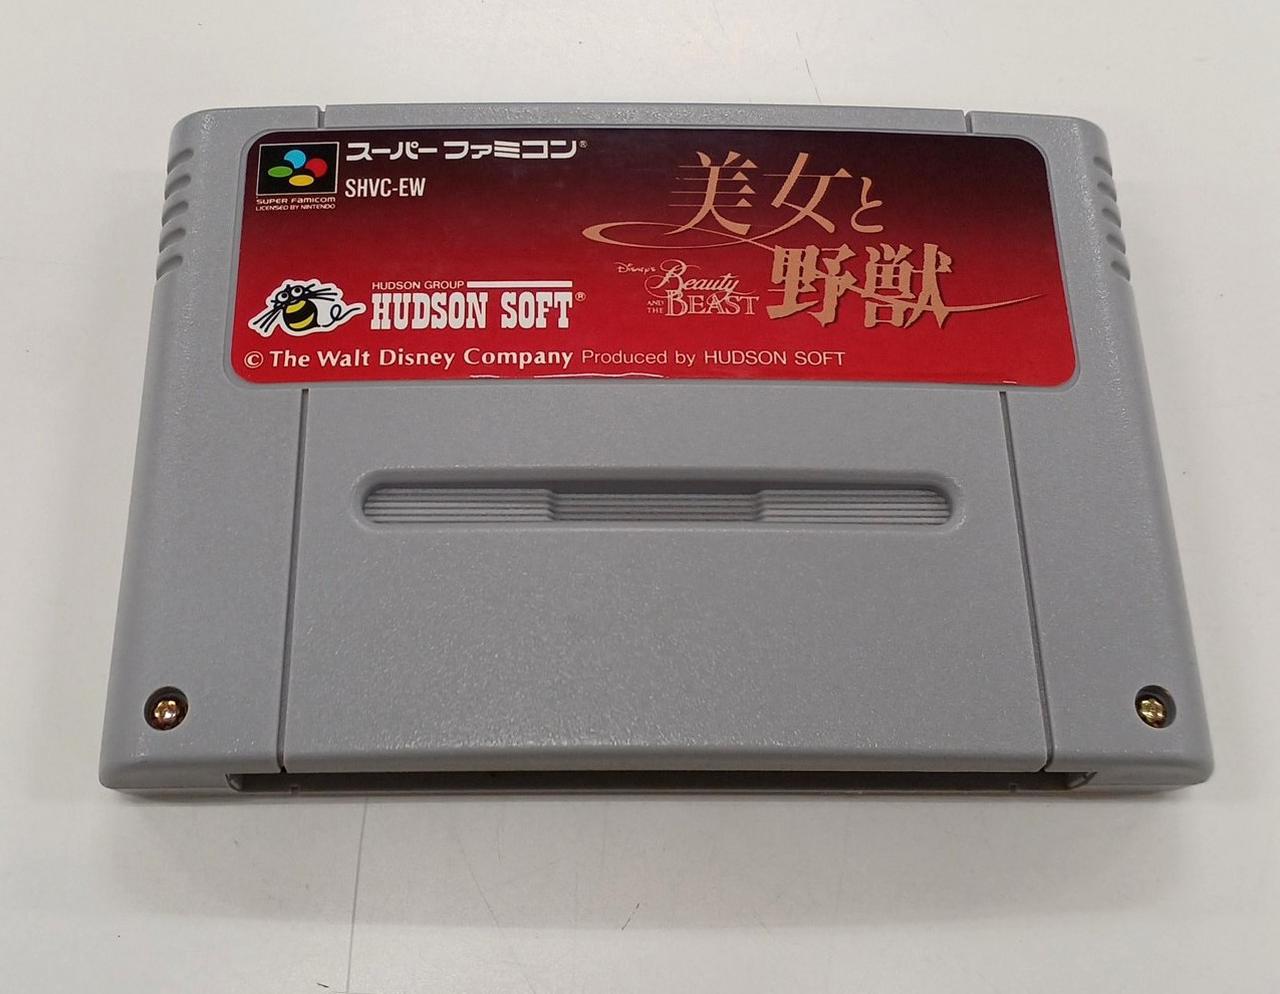 スーパーファミコン®
SHVC-EW
SUPER FAMICOM
LICENSED BY NINTENDO
美女と
野獣
Disney's
Beauty
AND THE BEAST
HUDSON GROUP
HUDSON SOFT®
© The Walt Disney Company Produced by HUDSON SOFT